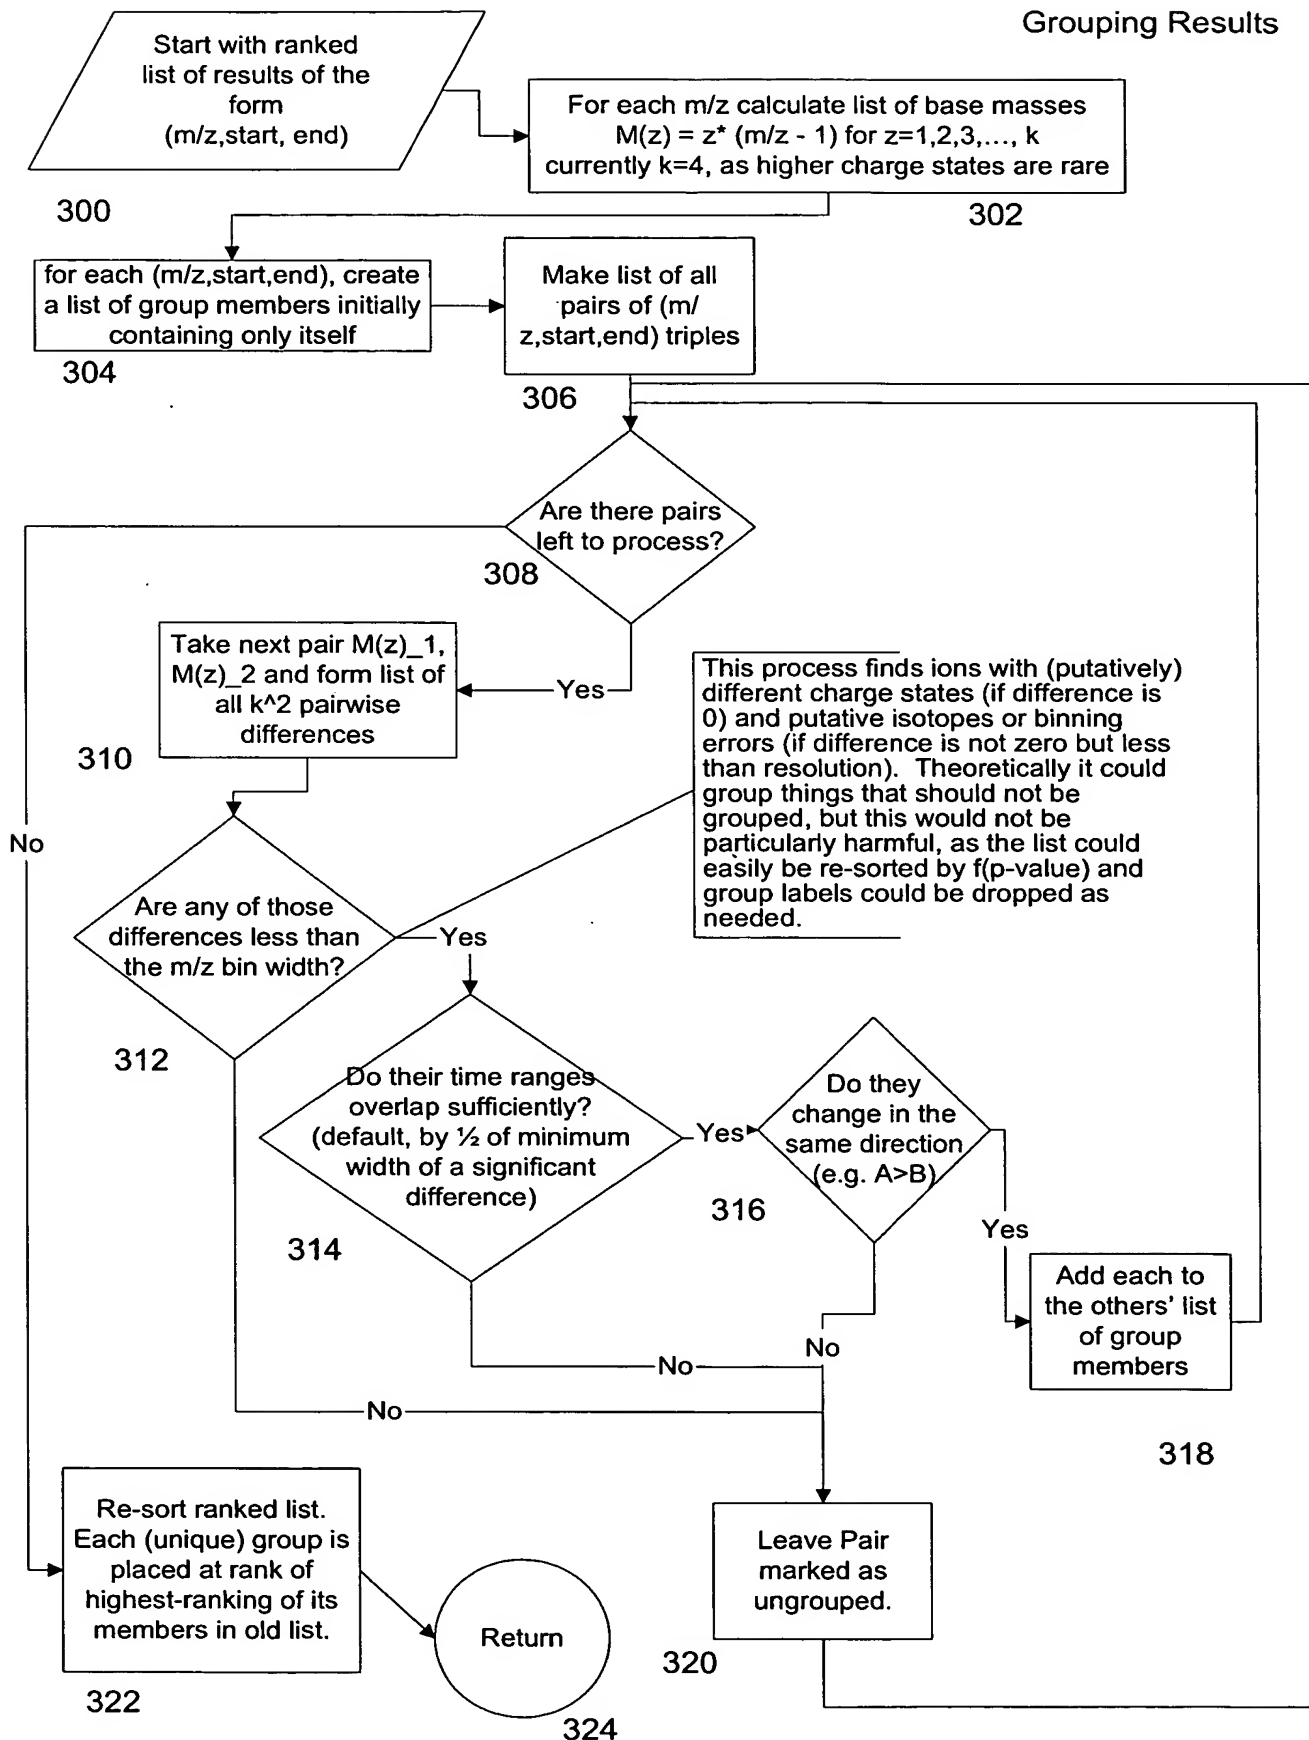 Grouping Results
Start with ranked
list of results of the
form
(m/z,start, end)
300
For each m/z calculate list of base masses
M(z) = z* (m/z - 1) for z=1,2,3,..., k
currently k=4, as higher charge states are rare
302
for each (m/z,start,end), create
a list of group members initially
containing only itself
304
Make list of all
pairs of (m/
z,start,end) triples
306
Are there pairs
left to process?
308
Yes
No
Take next pair M(z)_1,
M(z)_2 and form list of
all k^2 pairwise
differences
310
This process finds ions with (putatively)
different charge states (if difference is
0) and putative isotopes or binning
errors (if difference is not zero but less
than resolution). Theoretically it could
group things that should not be
grouped, but this would not be
particularly harmful, as the list could
easily be re-sorted by f(p-value) and
group labels could be dropped as
needed.
Are any of those
differences less than
the m/z bin width?
312
Yes
Do their time ranges
overlap sufficiently?
(default, by ½ of minimum
width of a significant
difference)
314
Yes
Do they
change in the
same direction
(e.g. A>B)
316
Yes
Add each to
the others' list
of group
members
318
No
No
No
Leave Pair
marked as
ungrouped.
320
Re-sort ranked list.
Each (unique) group is
placed at rank of
highest-ranking of its
members in old list.
322
Return
324